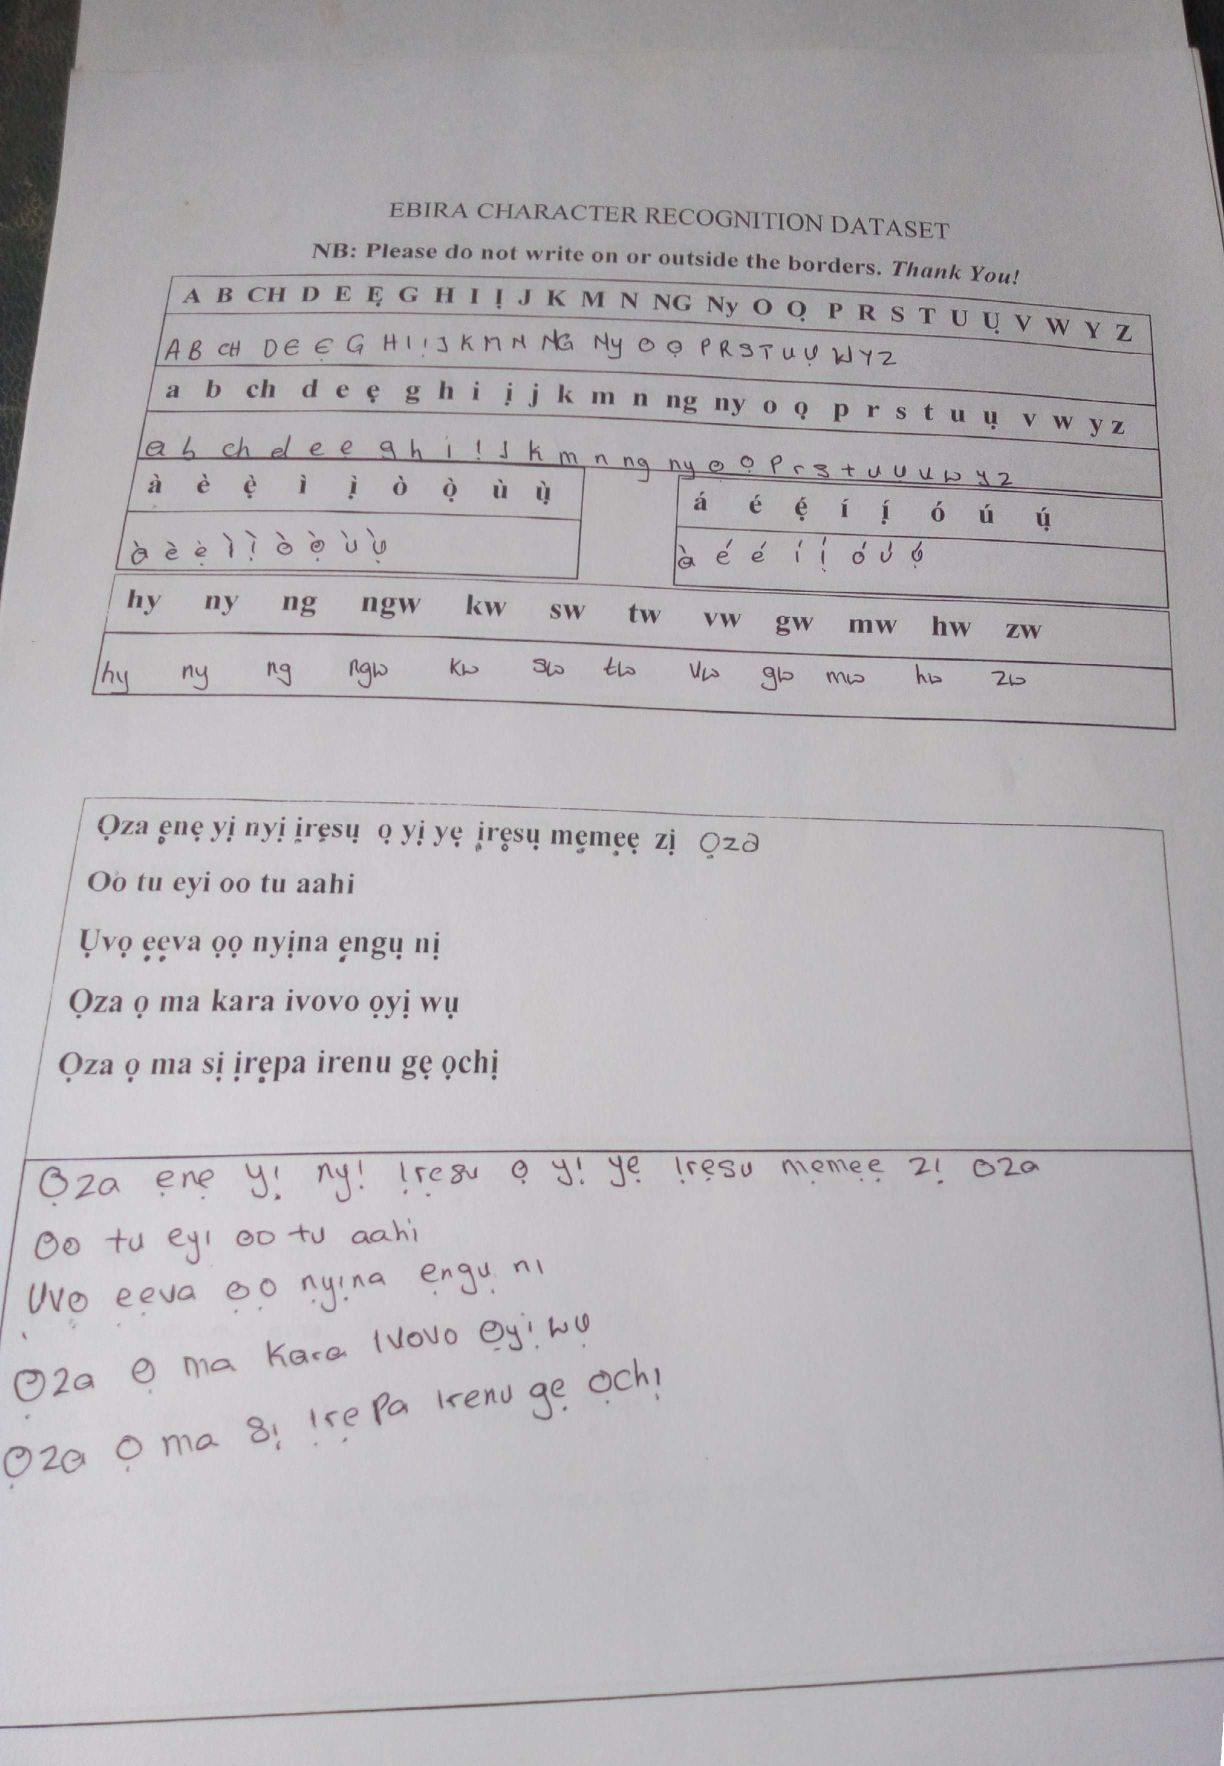 EBIRA CHARACTER RECOGNITION DATASET
NB: Please do not write on or outside the borders. Thank You!
A B CH D E Ẹ G H I Ị J K M N NG Ny O Ọ P R S T U Ụ V W Y Z
A B CH D E Ẹ G H I Ị J K M N NG Ny O Ọ P R S T U Ụ W Y Z
a b ch d e ẹ g h i ị j k m n ng ny o ọ p r s t u ụ v w y z
a b ch d e e g h i ị J k m n ng ny o ọ P r s t u u v w y z
à è ẹ̀ ì ị̀ ò ọ̀ ù ụ̀
á é ẹ́ í ị́ ó ú ụ́
à è ẹ̀ ì ị̀ ò ọ̀ ù ụ̀
à é é í ị́ ó ú ọ́
hy ny ng ngw kw sw tw vw gw mw hw zw
hy ny ng ngw kw sw tw vw gw mw hw zw
Ọza ẹnẹ yị nyị ịrẹsụ ọ yị yẹ ịrẹsụ mẹmẹẹ zị Ọza
Oo tu eyi oo tu aahi
Ụvọ ẹẹva ọọ nyịna ẹngụ nị
Ọza ọ ma kara ivovo ọyị wụ
Ọza ọ ma sị ịrẹpa irenu gẹ ọchị
Ọza ẹnẹ yị nyị ịrẹsu ọ yị yẹ ịrẹsu mẹmẹẹ zị oza
Oo tu eyi oo tu aahi
Ụvọ ẹẹva ọọ nyịna ẹngụ ni
Ọza ọ ma kara ivovo ọyị wụ
Ọza ọ ma sị ịrẹpa irenu gẹ ọchị